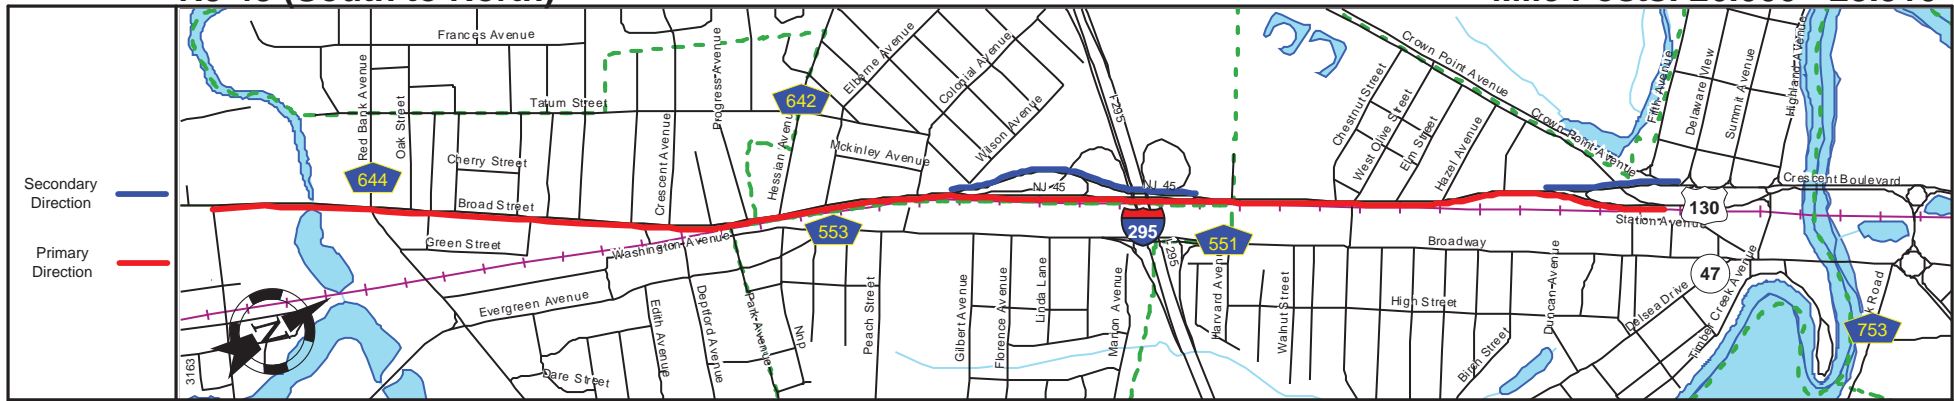 Secondary
Direction
Primary
Direction
Frances Avenue
Red Bank Avenue
Oak Street
Tatum Street
Cherry Street
644
Broad Street
Green Street
Crescent Avenue
Progress Avenue
642
Hessian Avenue
Elberne Avenue
Colonial Avenue
Wilson Avenue
Mckinley Avenue
NJ 45
NJ 45
I-295
295
I-295
553
551
Washington Avenue
Evergreen Avenue
Edith Avenue
Deptford Avenue
Park Avenue
Nnp
Dare Street
3163
N
Peach Street
Gilbert Avenue
Florence Avenue
Linda Lane
Marion Avenue
Harvard Avenue
Walnut Street
Crown Point Avenue
Crown Point Avenue
Chestnut Street
West Olive Street
Elm Street
Hazel Avenue
Fifth Avenue
Delaware View
Summit Avenue
Highland Avenue
Crescent Boulevard
130
Station Avenue
Broadway
47
High Street
Duncan Avenue
Delsea Drive
Timber Creek Avenue
Birch Street
753
k Road